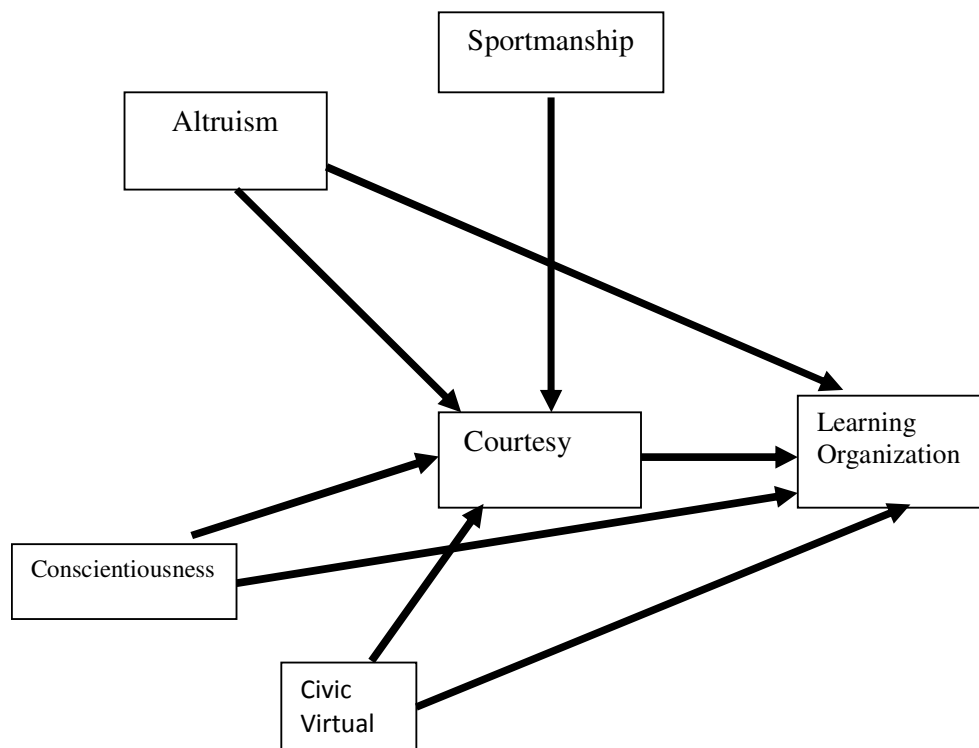 Sportmanship
Altruism
Courtesy
Learning
Organization
Conscientiousness
Civic
Virtual